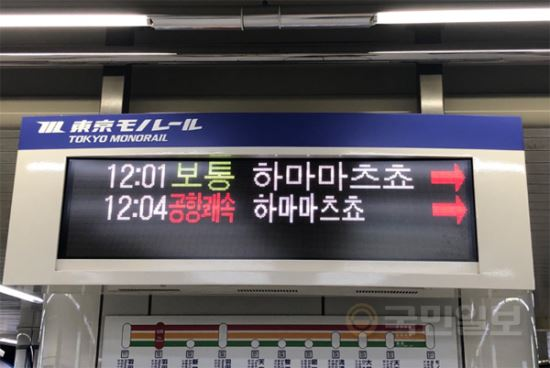 東京モノレール
TOKYO MONORAIL
12:01 보통 하마마츠쵸
12:04 공항쾌속 하마마츠쵸
국민일보